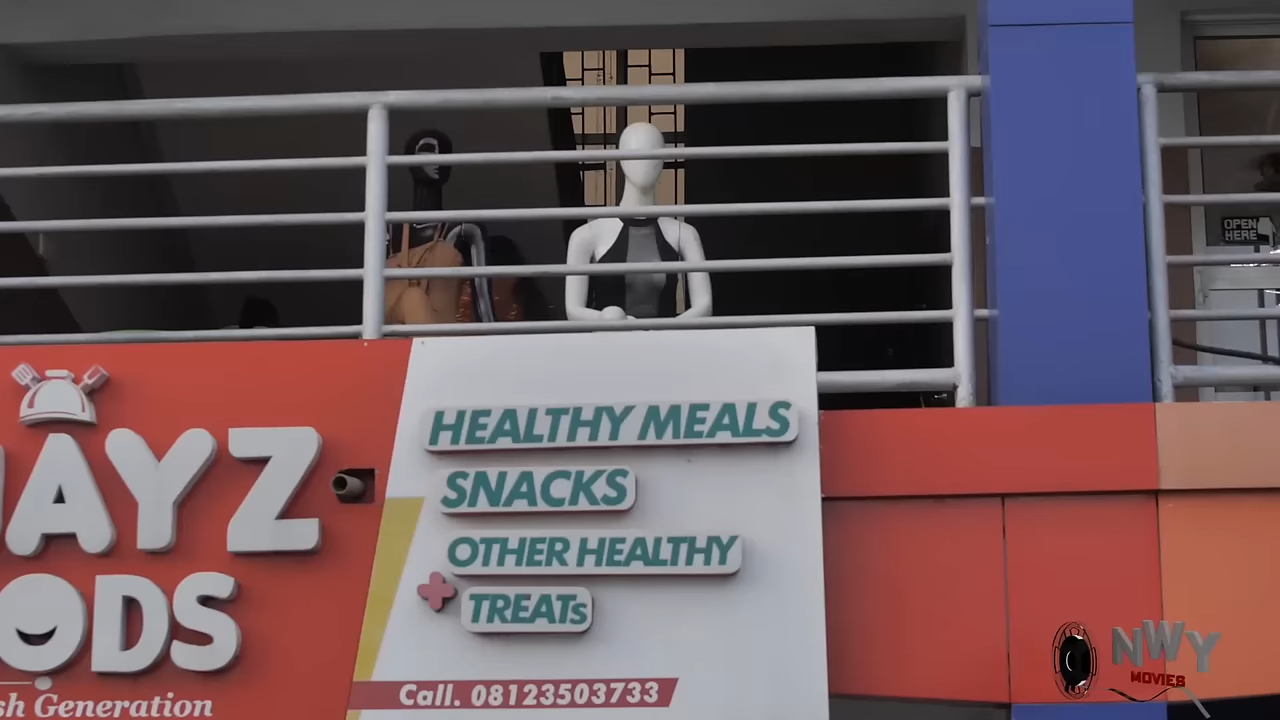 OPEN
HERE
AYZ
ODS
sh Generation
HEALTHY MEALS
SNACKS
OTHER HEALTHY
+ TREATs
Call. 08123503733
NWY
MOVIES